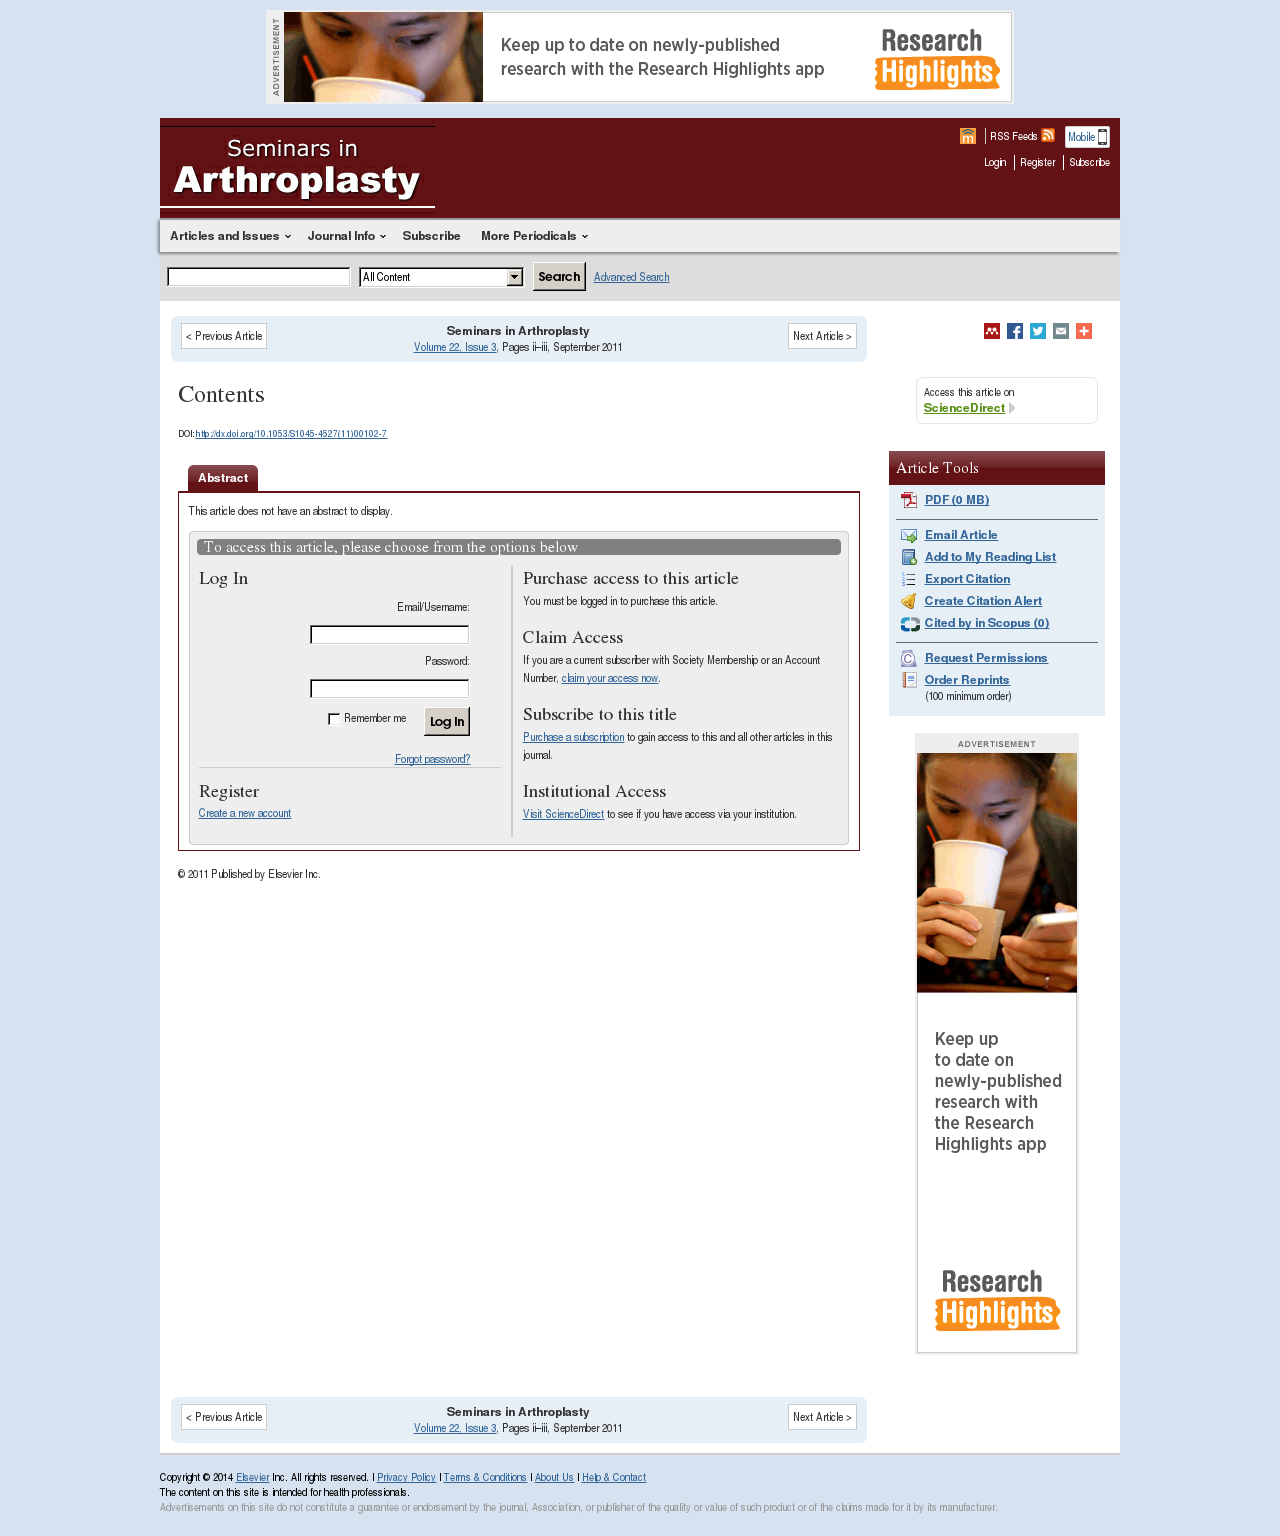 ADVERTISEMENT
Keep up to date on newly-published
research with the Research Highlights app
Research
Highlights
Seminars in
Arthroplasty
RSS Feeds
Mobile
Login
Register
Subscribe
Articles and Issues
Journal Info
Subscribe
More Periodicals
All Content
Search
Advanced Search
< Previous Article
Seminars in Arthroplasty
Volume 22, Issue 3, Pages ii–iii, September 2011
Next Article >
Contents
DOI: http://dx.doi.org/10.1053/S1045-4527(11)00102-7
Abstract
This article does not have an abstract to display.
To access this article, please choose from the options below
Log In
Email/Username:
Password:
Remember me
Log In
Forgot password?
Register
Create a new account
Purchase access to this article
You must be logged in to purchase this article.
Claim Access
If you are a current subscriber with Society Membership or an Account
Number, claim your access now.
Subscribe to this title
Purchase a subscription to gain access to this and all other articles in this
journal.
Institutional Access
Visit ScienceDirect to see if you have access via your institution.
© 2011 Published by Elsevier Inc.
Access this article on
ScienceDirect
Article Tools
PDF (0 MB)
Email Article
Add to My Reading List
Export Citation
Create Citation Alert
Cited by in Scopus (0)
Request Permissions
Order Reprints
(100 minimum order)
ADVERTISEMENT
Keep up
to date on
newly-published
research with
the Research
Highlights app
Research
Highlights
< Previous Article
Seminars in Arthroplasty
Volume 22, Issue 3, Pages ii–iii, September 2011
Next Article >
Copyright © 2014 Elsevier Inc. All rights reserved. | Privacy Policy | Terms & Conditions | About Us | Help & Contact
The content on this site is intended for health professionals.
Advertisements on this site do not constitute a guarantee or endorsement by the journal, Association, or publisher of the quality or value of such product or of the claims made for it by its manufacturer.